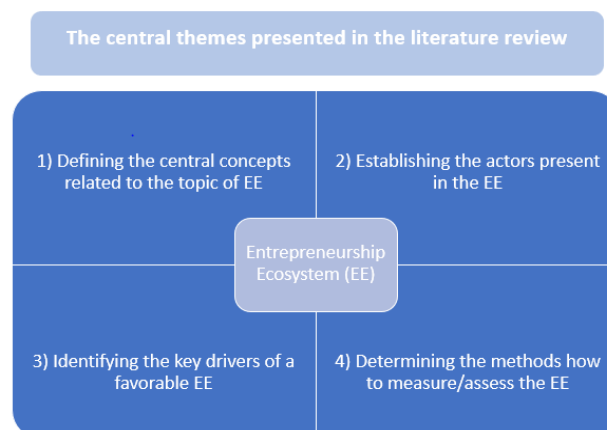 The central themes presented in the literature review
1) Defining the central concepts
related to the topic of EE
2) Establishing the actors present
in the EE
Entrepreneurship
Ecosystem (EE)
3) Identifying the key drivers of a
favorable EE
4) Determining the methods how
to measure/assess the EE